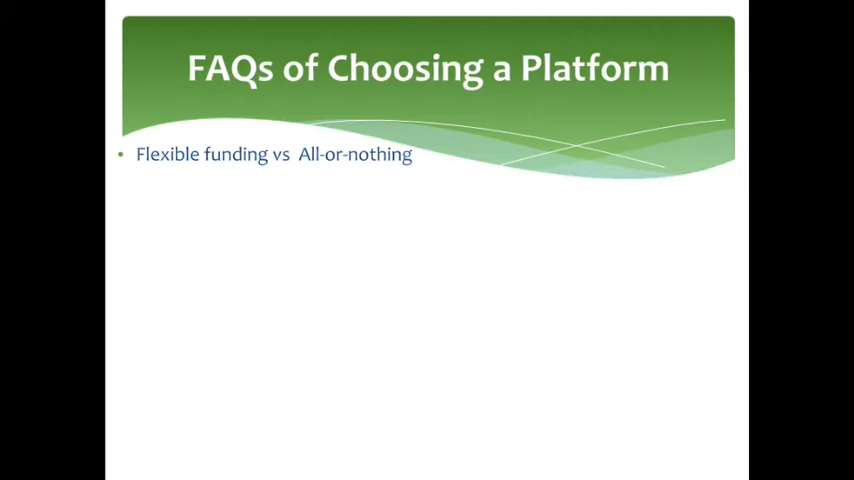 FAQs of Choosing a Platform
• Flexible funding vs All-or-nothing